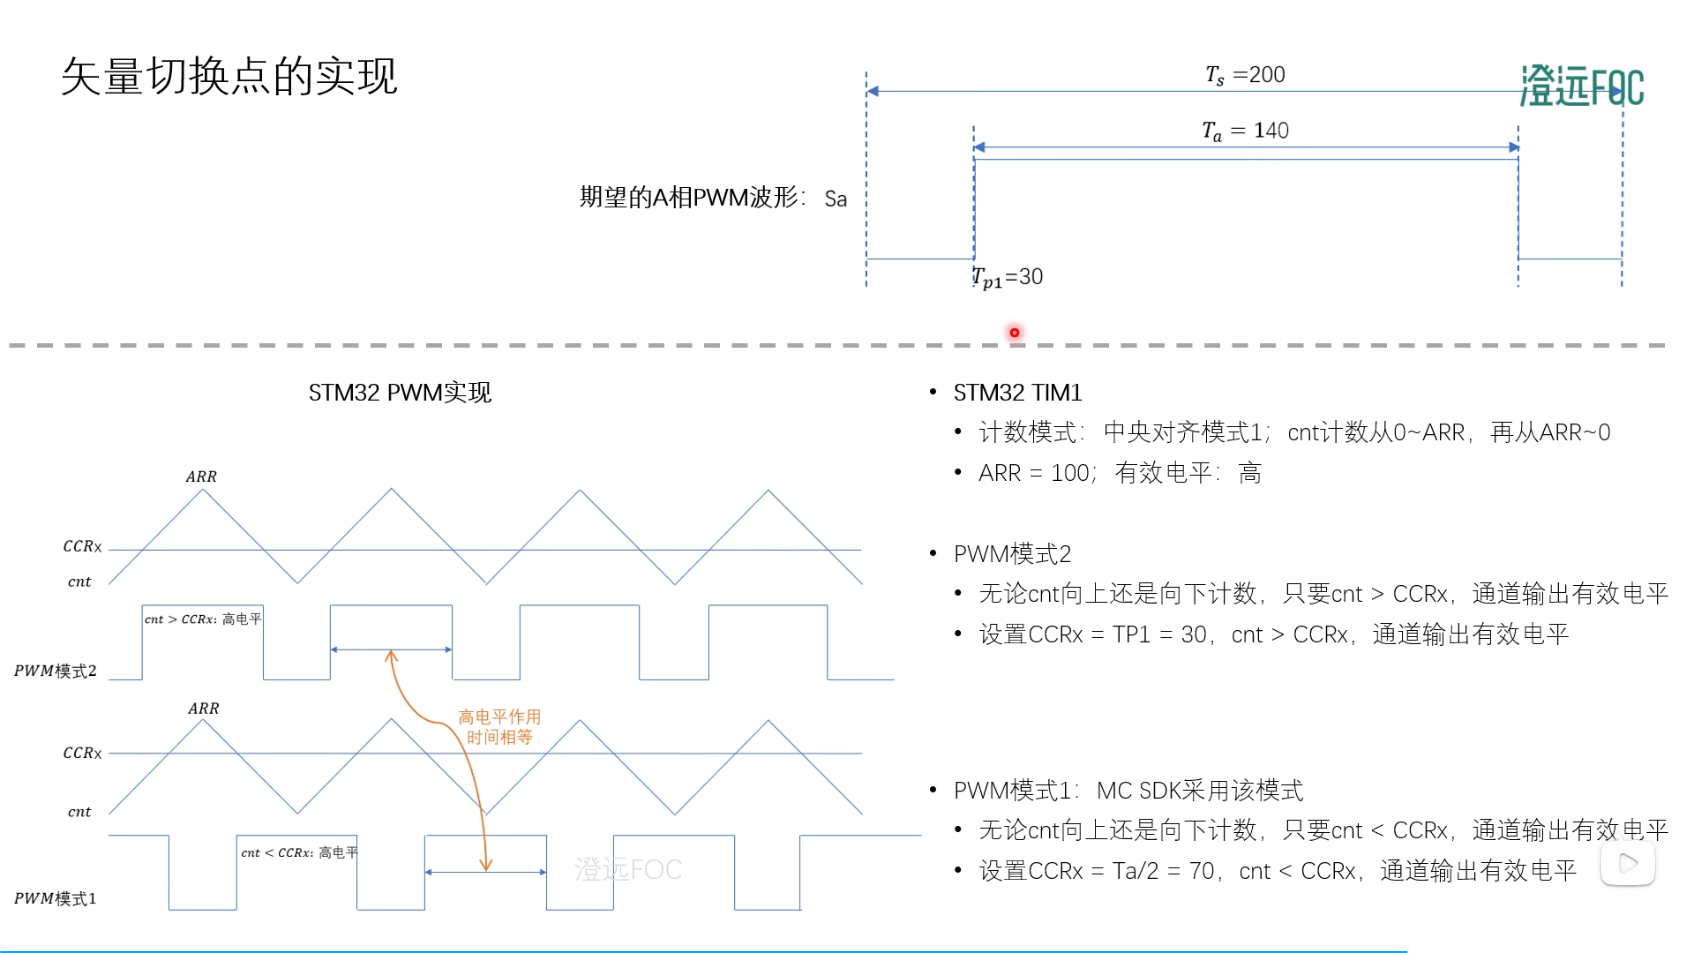 矢量切换点的实现
澄远FOC
Ts =200
Ta = 140
期望的A相PWM波形： Sa
Tp1=30
STM32 PWM实现
ARR
CCRx
cnt
cnt > CCRx: 高电平
PWM模式2
ARR
高电平作用
时间相等
CCRx
cnt
cnt < CCRx: 高电平
澄远FOC
PWM模式1
• STM32 TIM1
• 计数模式：中央对齐模式1；cnt计数从0~ARR，再从ARR~0
• ARR = 100；有效电平：高
• PWM模式2
• 无论cnt向上还是向下计数，只要cnt > CCRx，通道输出有效电平
• 设置CCRx = TP1 = 30，cnt > CCRx，通道输出有效电平
• PWM模式1：MC SDK采用该模式
• 无论cnt向上还是向下计数，只要cnt < CCRx，通道输出有效电平
• 设置CCRx = Ta/2 = 70，cnt < CCRx，通道输出有效电平